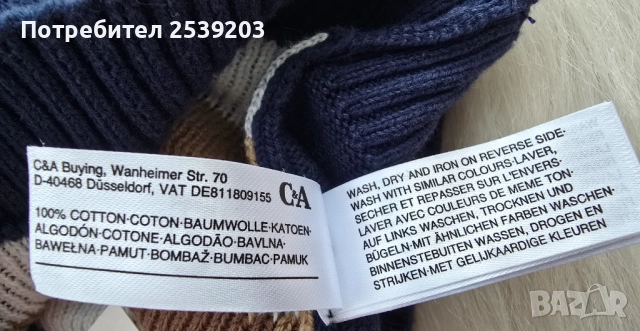 Потребител 2539203
C&A Buying, Wanheimer Str. 70
D-40468 Düsseldorf, VAT DE811809155
C&A
100% COTTON·COTON·BAUMWOLLE·KATOEN·
ALGODÓN·COTONE·ALGODÃO·BAVLNA·
BAWEŁNA·PAMUT·BOMBAŽ·BUMBAC·PAMUK
WASH, DRY AND IRON ON REVERSE SIDE·
WASH WITH SIMILAR COLOURS·LAVER,
SECHER ET REPASSER SUR L'ENVERS·
LAVER AVEC COULEURS DE MEME TON·
AUF LINKS WASCHEN, TROCKNEN UND
BÜGELN·MIT ÄHNLICHEN FARBEN WASCHEN·
BINNENSTEBUITEN WASSEN, DROGEN EN
STRIJKEN·MET GELIJKAARDIGE KLEUREN
bazar.bg